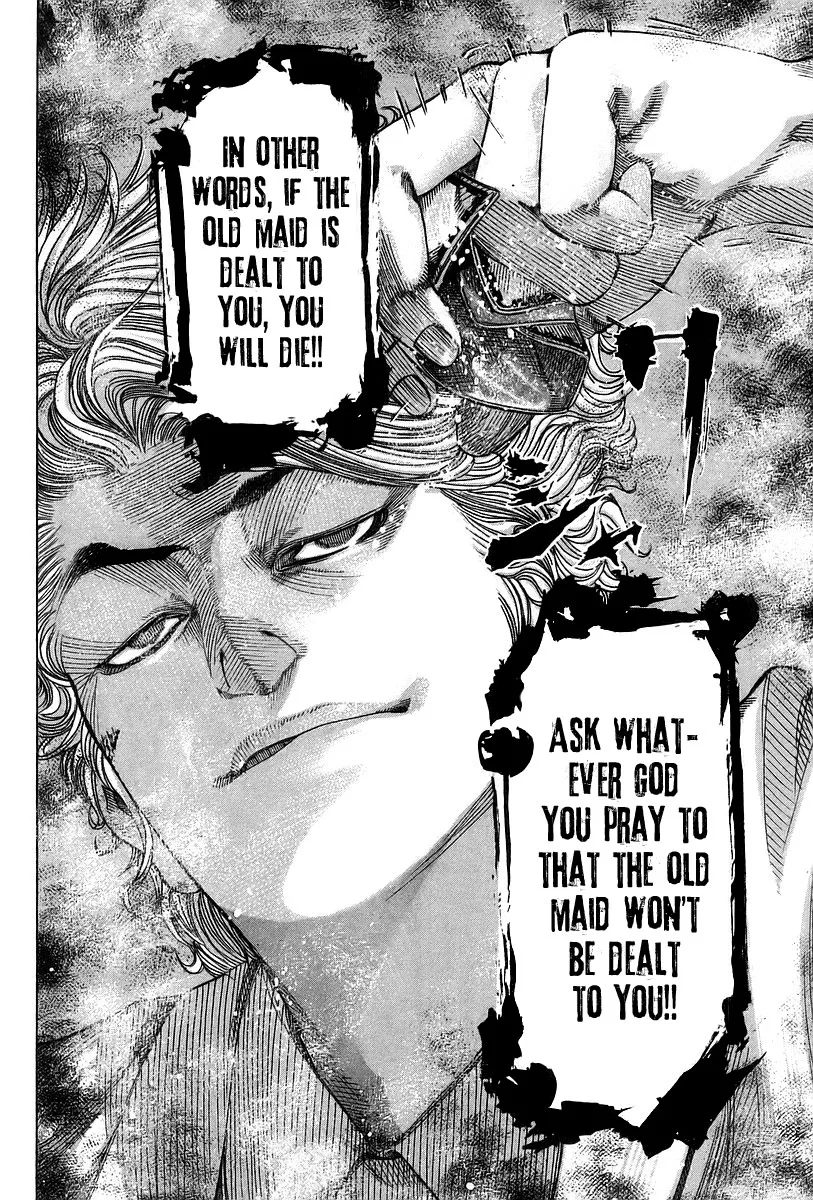 IN OTHER
WORDS, IF THE
OLD MAID IS
DEALT TO
YOU, YOU
WILL DIE!!
ASK WHAT-
EVER GOD
YOU PRAY TO
THAT THE OLD
MAID WON'T
BE DEALT
TO YOU!!